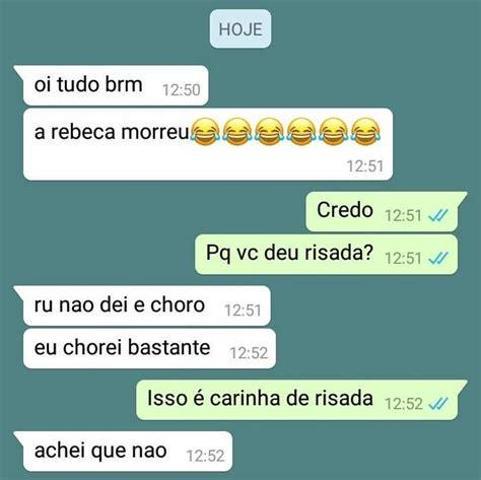 HOJE
oi tudo brm 12:50
a rebeca morreu😂😂😂😂😂😂
12:51
Credo 12:51
Pq vc deu risada? 12:51
ru nao dei e choro 12:51
eu chorei bastante 12:52
Isso é carinha de risada 12:52
achei que nao 12:52